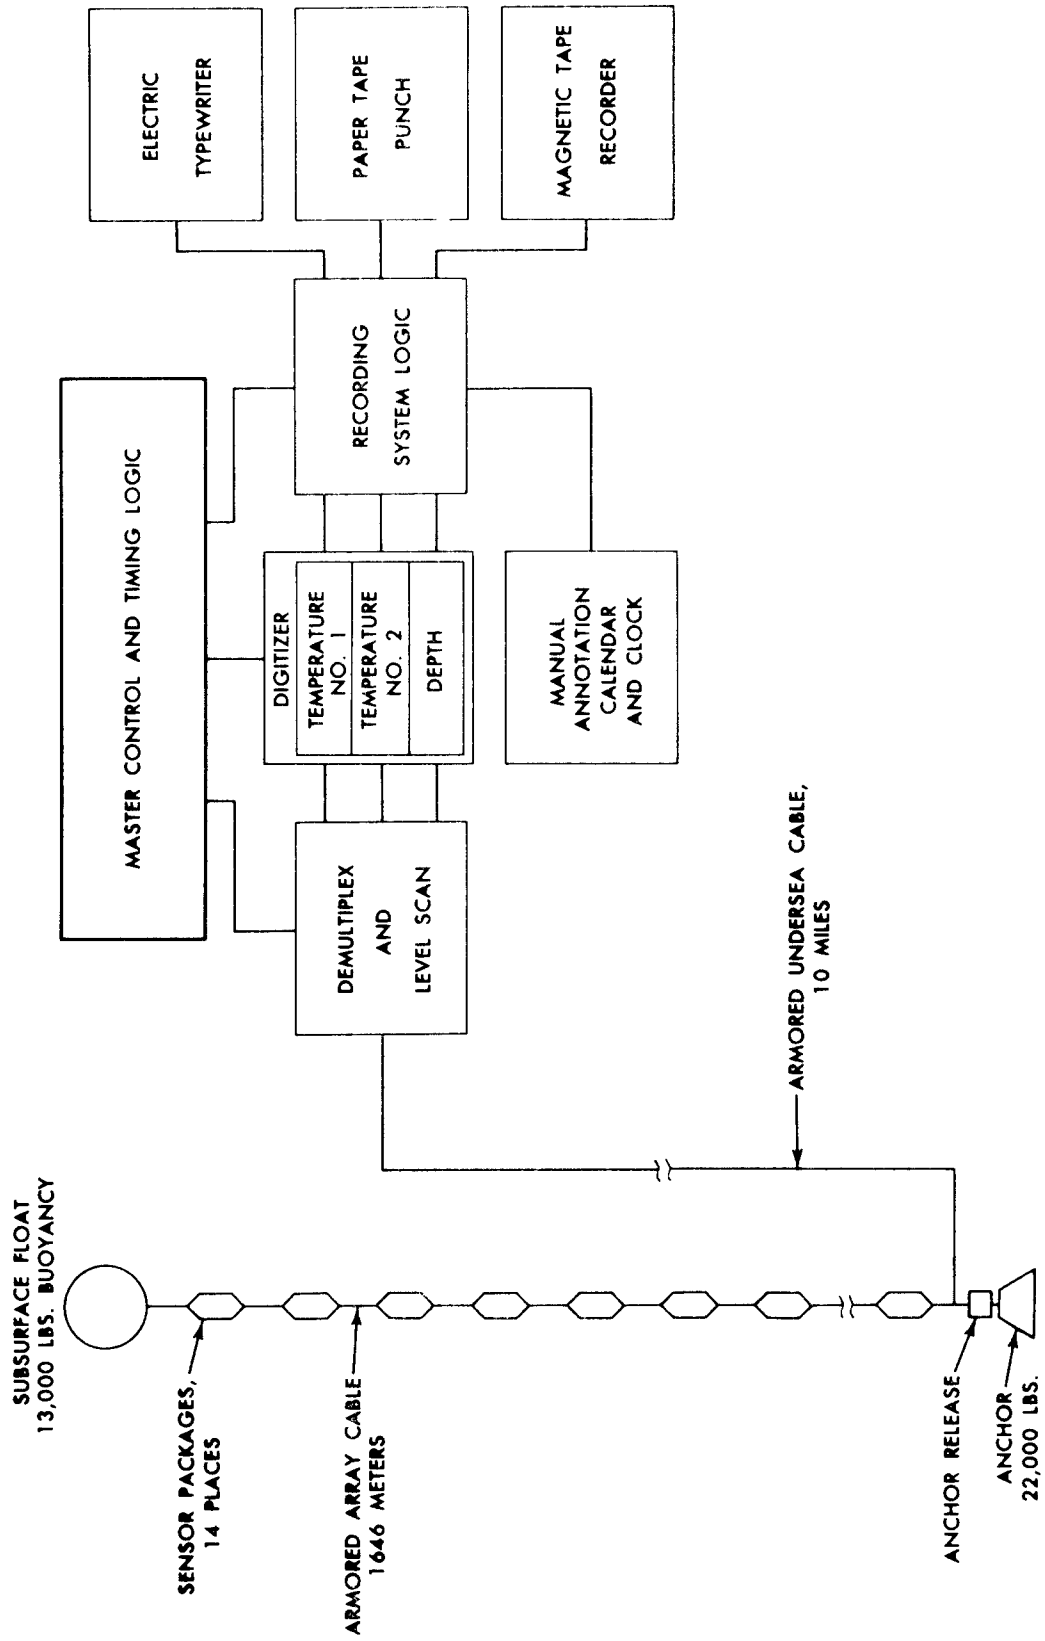 SUBSURFACE FLOAT
13,000 LBS. BUOYANCY
SENSOR PACKAGES,
14 PLACES
ARMORED ARRAY CABLE
1646 METERS
ANCHOR RELEASE
ANCHOR
22,000 LBS.
ARMORED UNDERSEA CABLE,
10 MILES
MASTER CONTROL AND TIMING LOGIC
DEMULTIPLEX
AND
LEVEL SCAN
DIGITIZER
TEMPERATURE
NO. 1
TEMPERATURE
NO. 2
DEPTH
MANUAL
ANNOTATION
CALENDAR
AND CLOCK
RECORDING
SYSTEM LOGIC
ELECTRIC
TYPEWRITER
PAPER TAPE
PUNCH
MAGNETIC TAPE
RECORDER